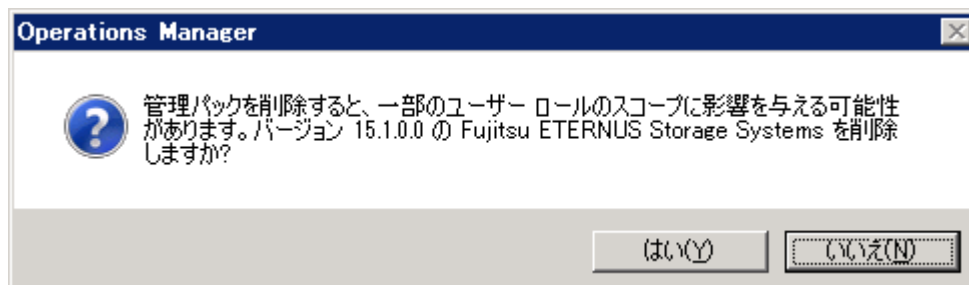 Operations Manager
管理パックを削除すると、一部のユーザー ロールのスコープに影響を与える可能性
があります。バージョン 15.1.0.0 の Fujitsu ETERNUS Storage Systems を削除
しますか?
はい(Y)
いいえ(N)